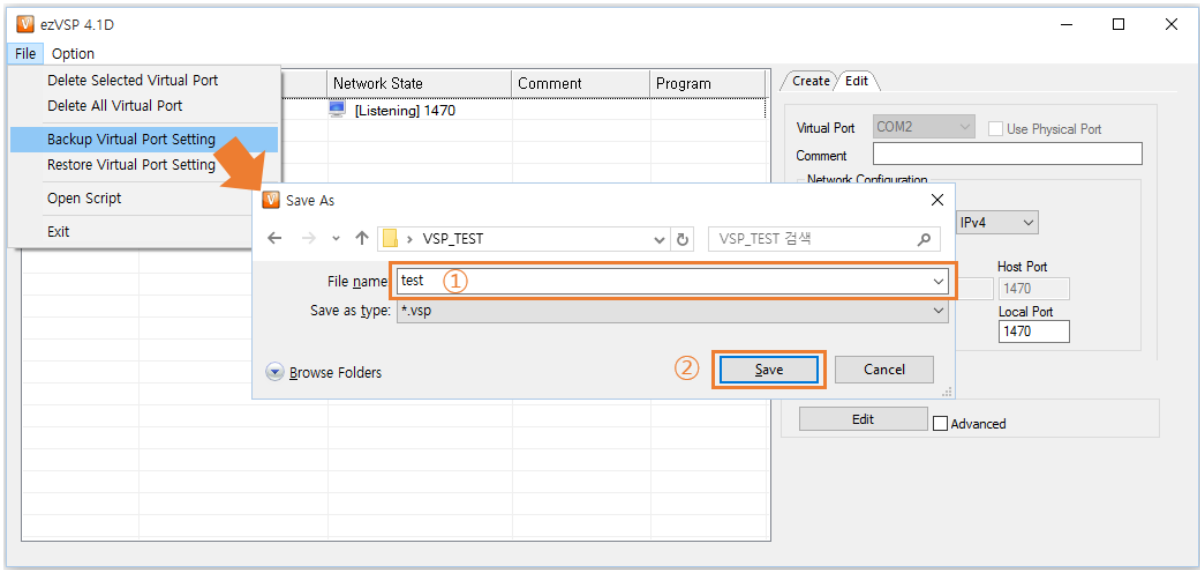 ezVSP 4.1D
File Option
Delete Selected Virtual Port
Delete All Virtual Port
Backup Virtual Port Setting
Restore Virtual Port Setting
Open Script
Exit
Network State Comment Program
[Listening] 1470
Create Edit
Virtual Port COM2 Use Physical Port
Comment
Network Configuration
IPv4
Host Port
1470
Local Port
1470
Edit Advanced
Save As
VSP_TEST VSP_TEST 검색
File name test ①
Save as type: *.vsp
Browse Folders ② Save Cancel